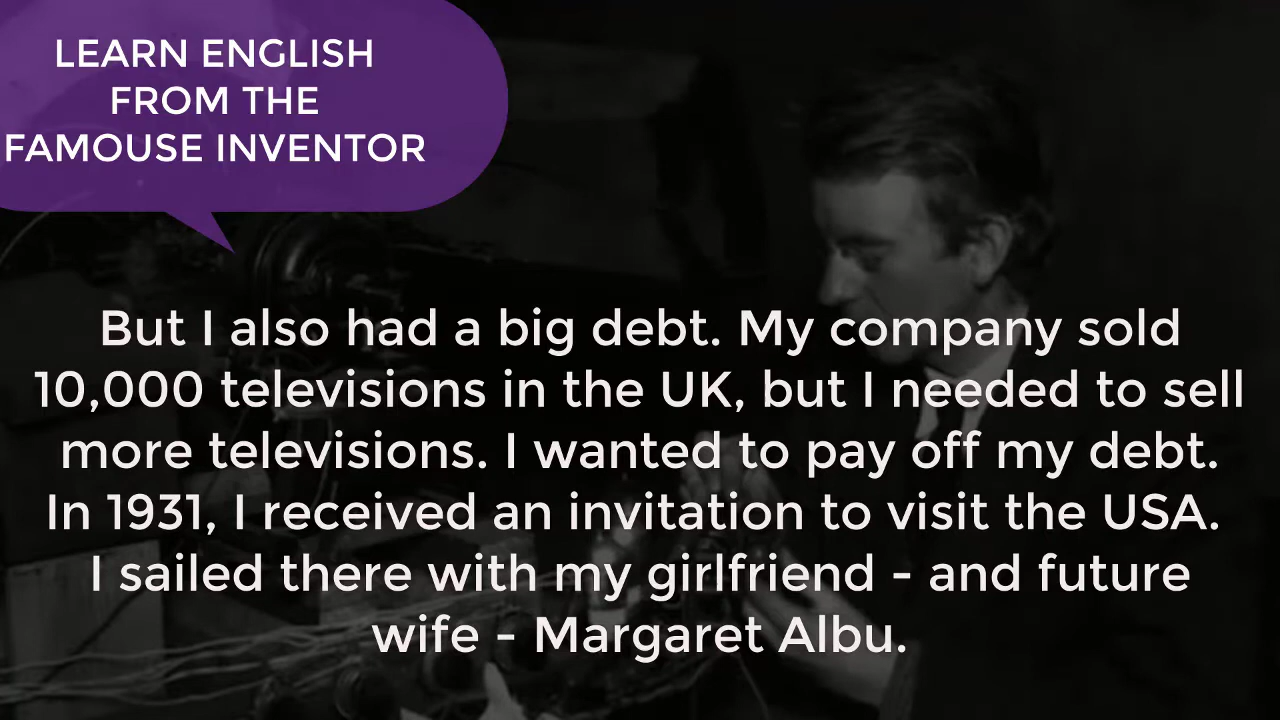 LEARN ENGLISH
FROM THE
FAMOUSE INVENTOR
But I also had a big debt. My company sold
10,000 televisions in the UK, but I needed to sell
more televisions. I wanted to pay off my debt.
In 1931, I received an invitation to visit the USA.
I sailed there with my girlfriend - and future
wife - Margaret Albu.